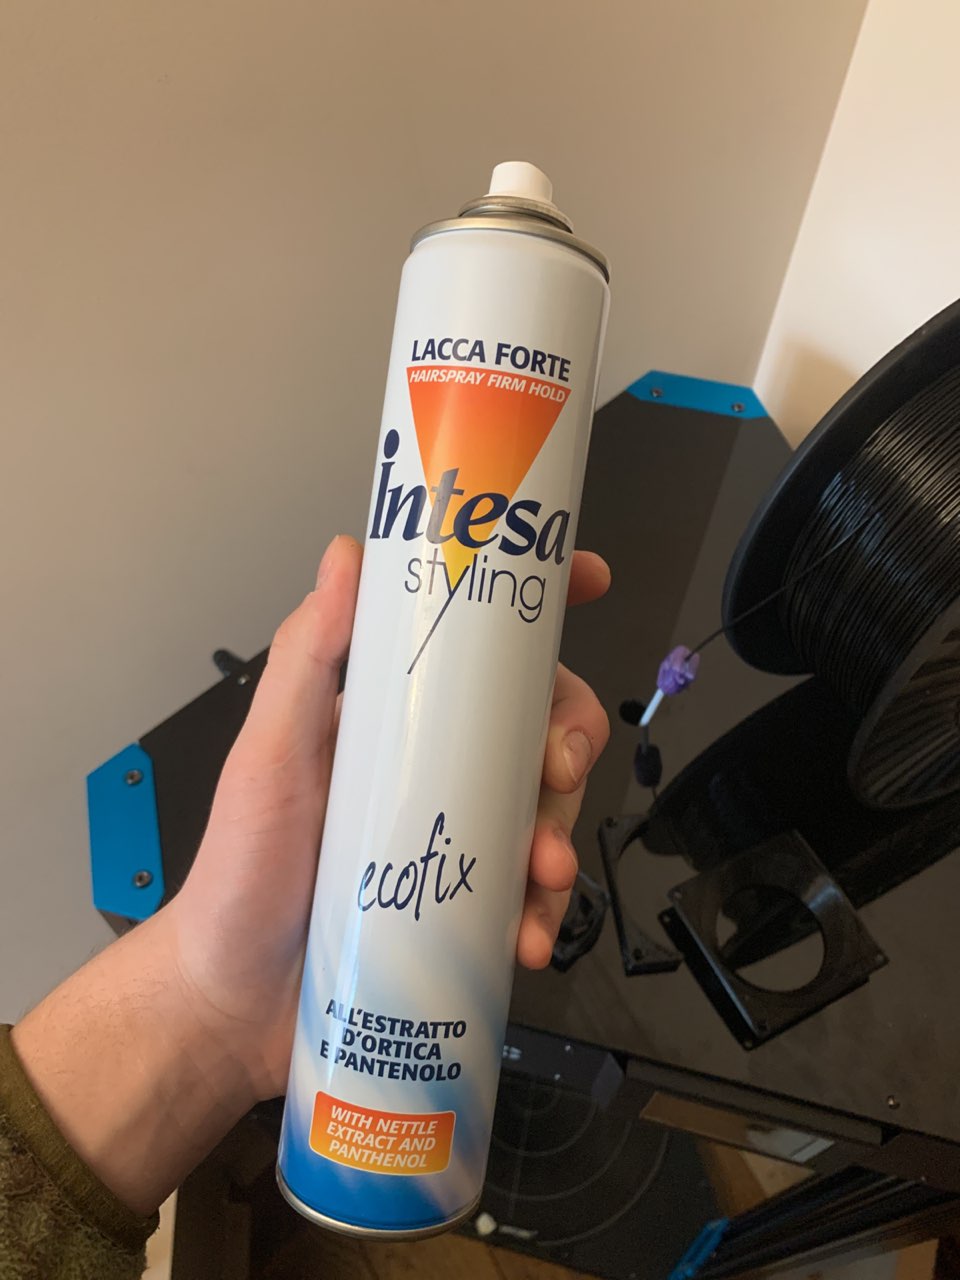 LACCA FORTE
HAIRSPRAY FIRM HOLD
intesa
styling
ecofix
ALL'ESTRATTO
D'ORTICA
E PANTENOLO
WITH NETTLE
EXTRACT AND
PANTHENOL